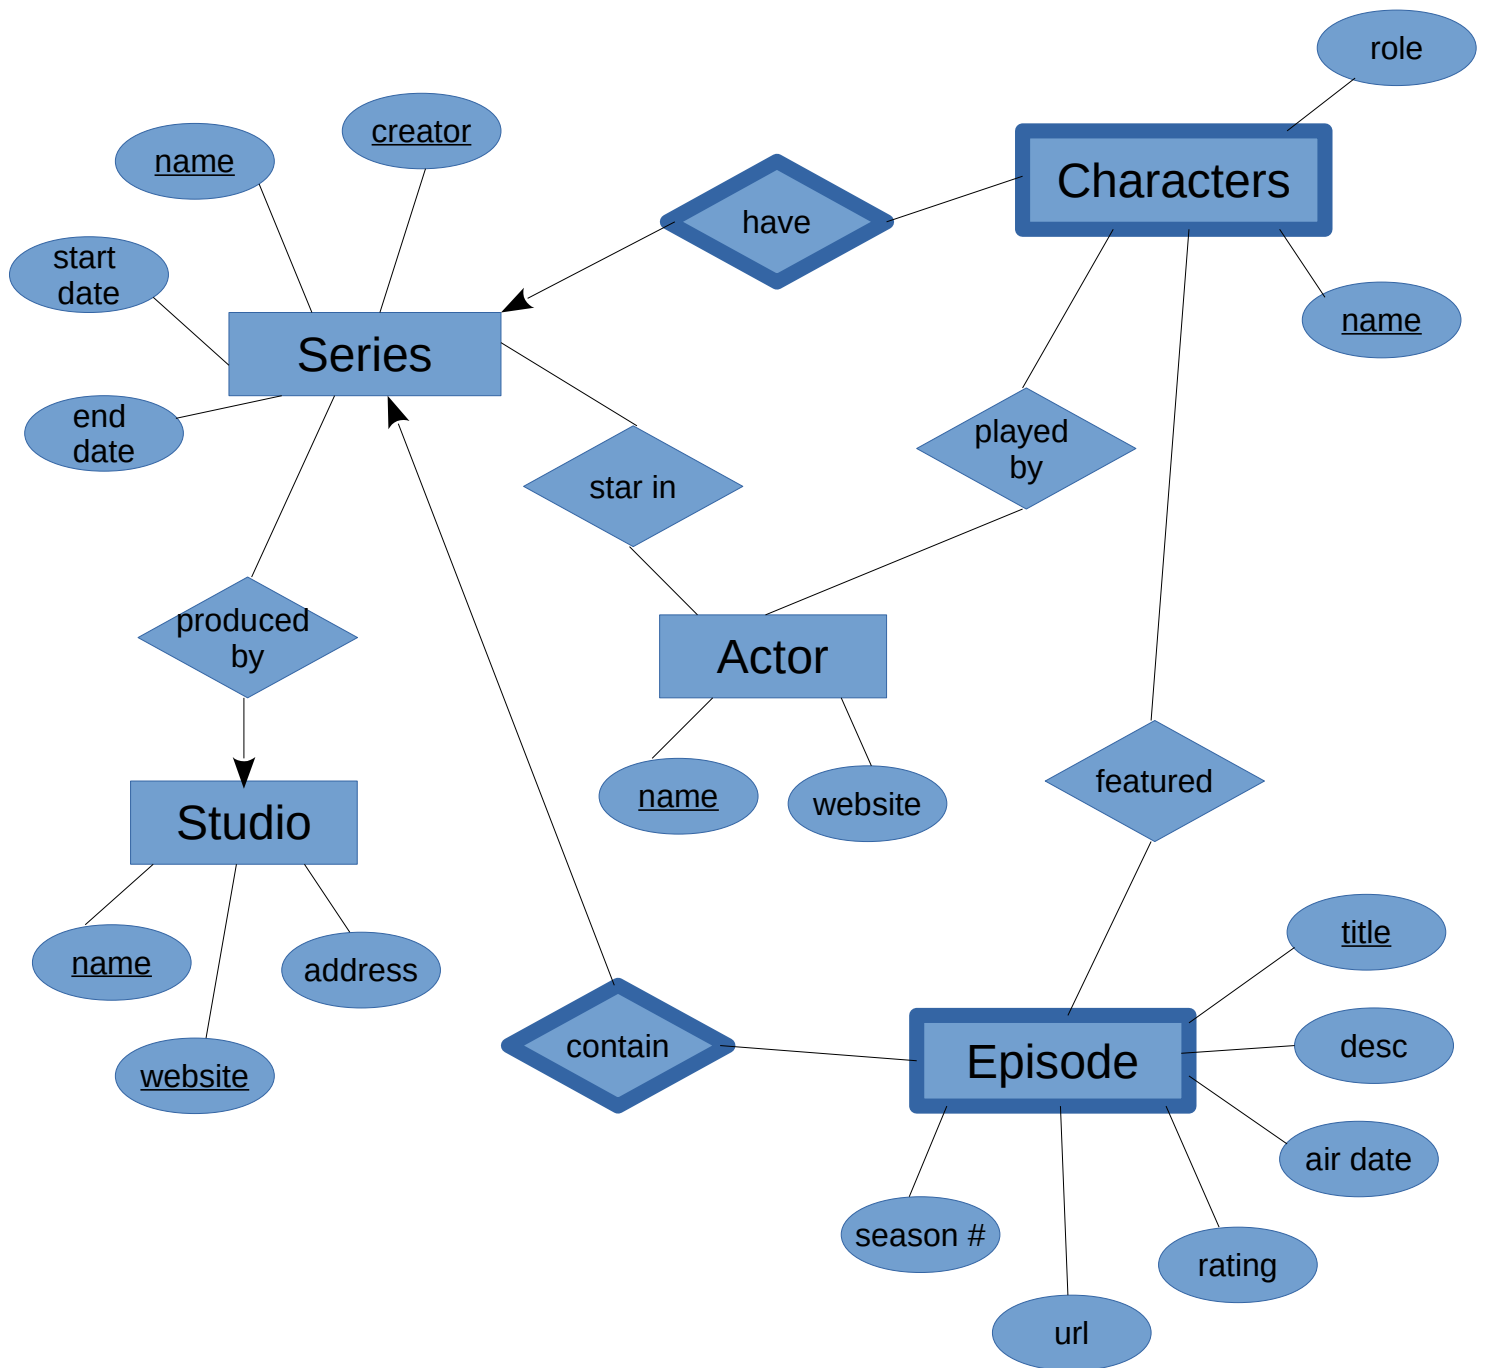 role
creator
name
Characters
have
start
date
name
Series
end
date
played
by
star in
produced
by
Actor
featured
name
website
Studio
title
name
address
desc
contain
Episode
website
air date
season #
rating
url